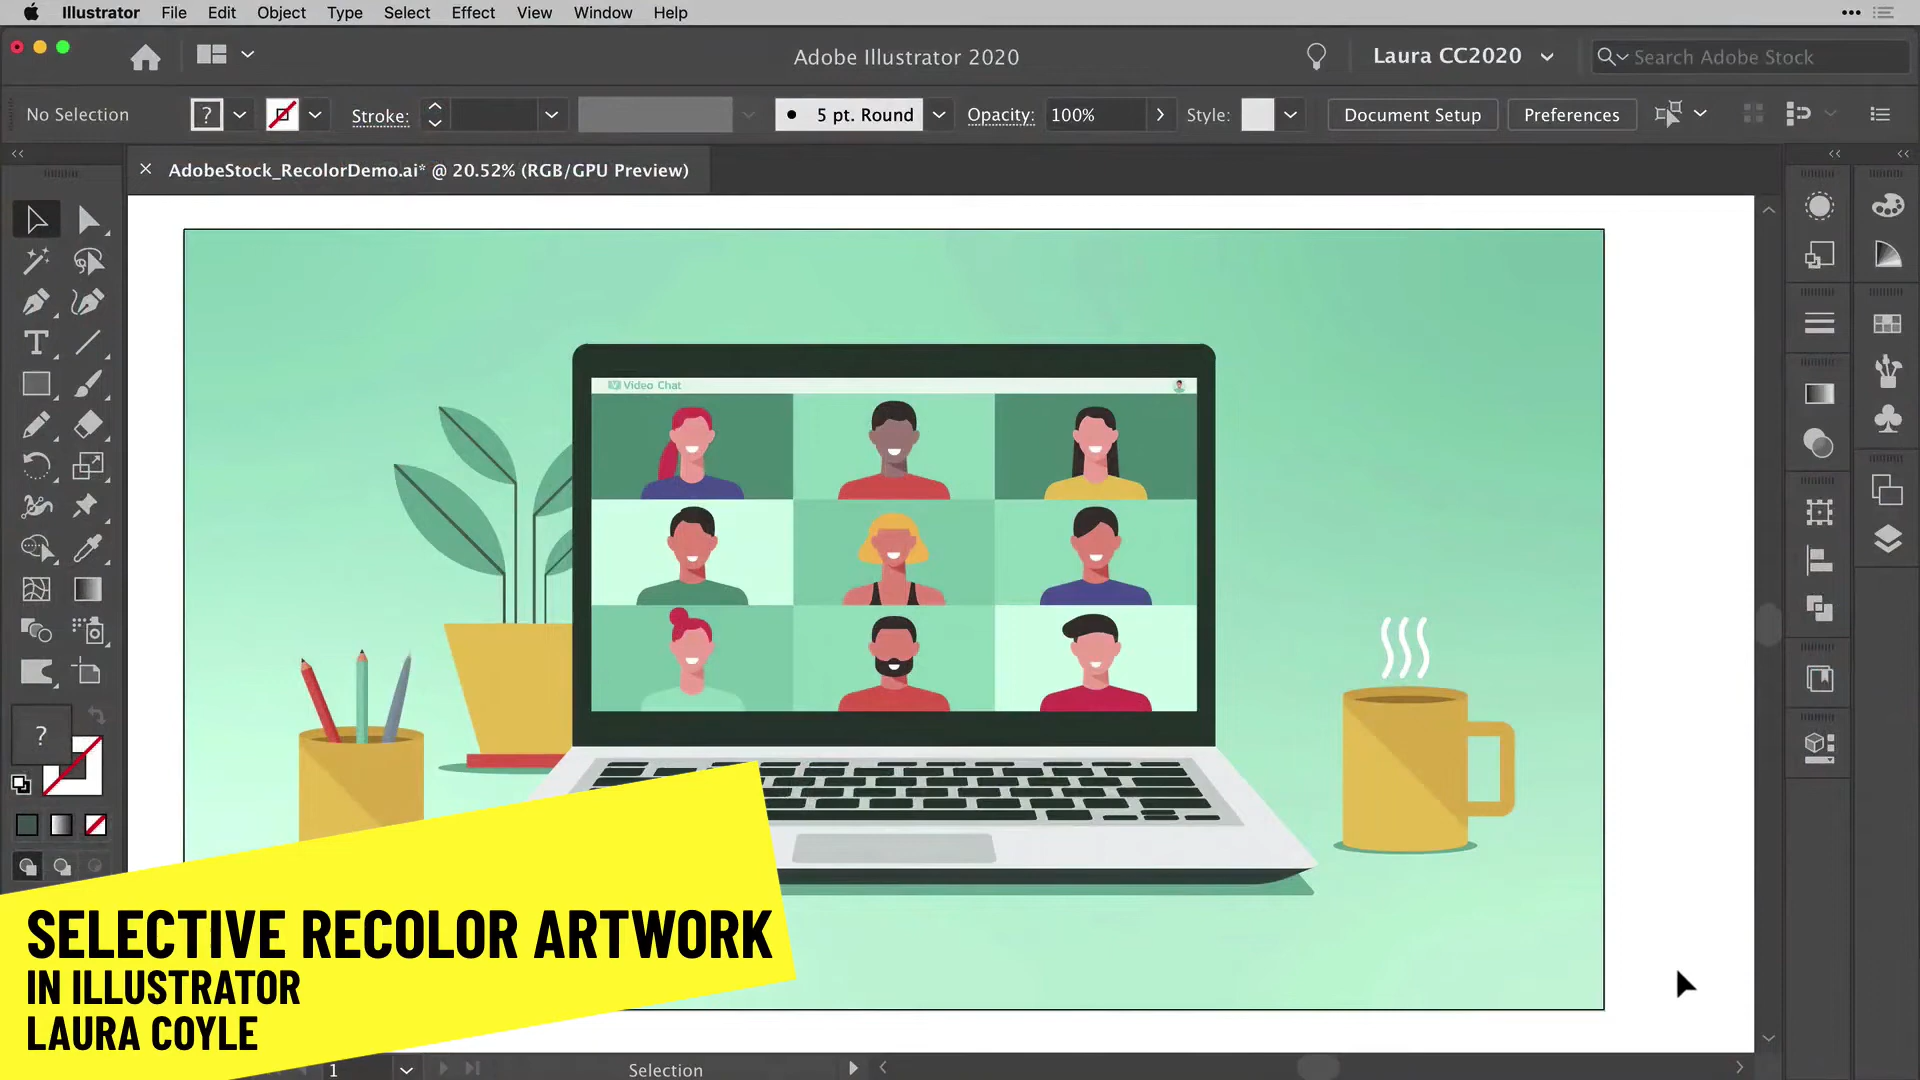 Illustrator File Edit Object Type Select Effect View Window Help
Adobe Illustrator 2020
Laura CC2020
Search Adobe Stock
No Selection
?
Stroke:
5 pt. Round
Opacity: 100%
Style:
Document Setup
Preferences
AdobeStock_RecolorDemo.ai* @ 20.52% (RGB/GPU Preview)
V Video Chat
?
SELECTIVE RECOLOR ARTWORK
IN ILLUSTRATOR
LAURA COYLE
1
Selection